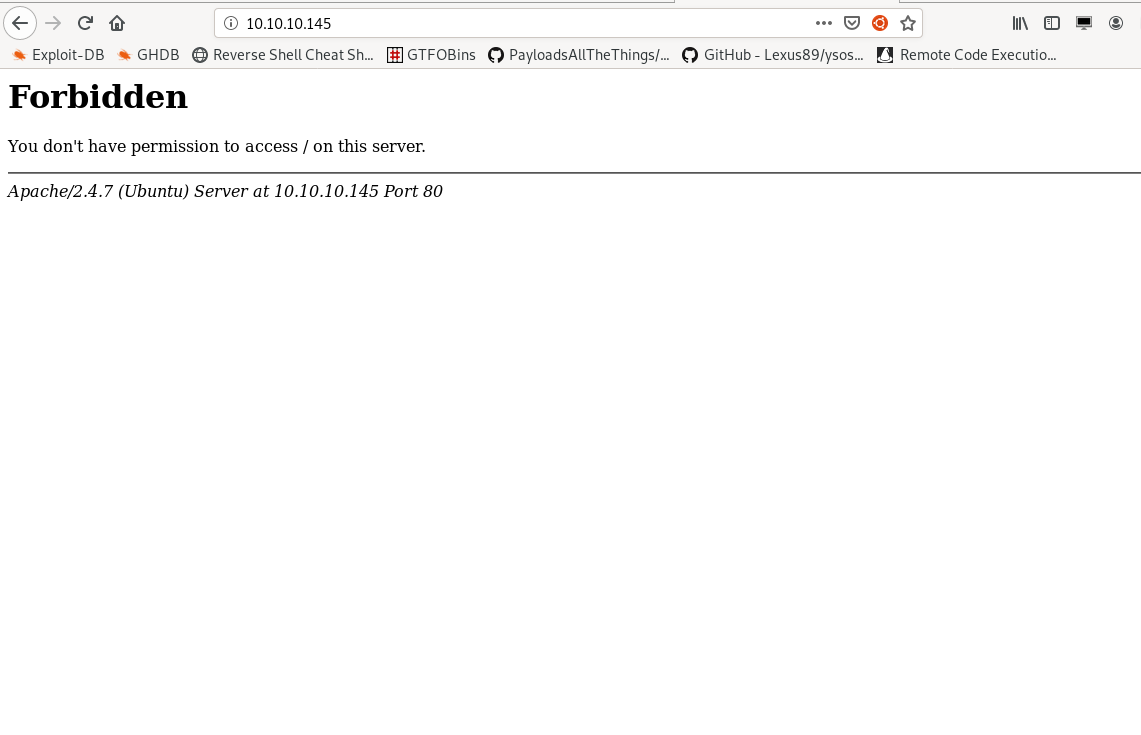 10.10.10.145
Exploit-DB GHDB Reverse Shell Cheat Sh... GTFOBins PayloadsAllTheThings/... GitHub - Lexus89/ysos... Remote Code Executio...
Forbidden
You don't have permission to access / on this server.
Apache/2.4.7 (Ubuntu) Server at 10.10.10.145 Port 80